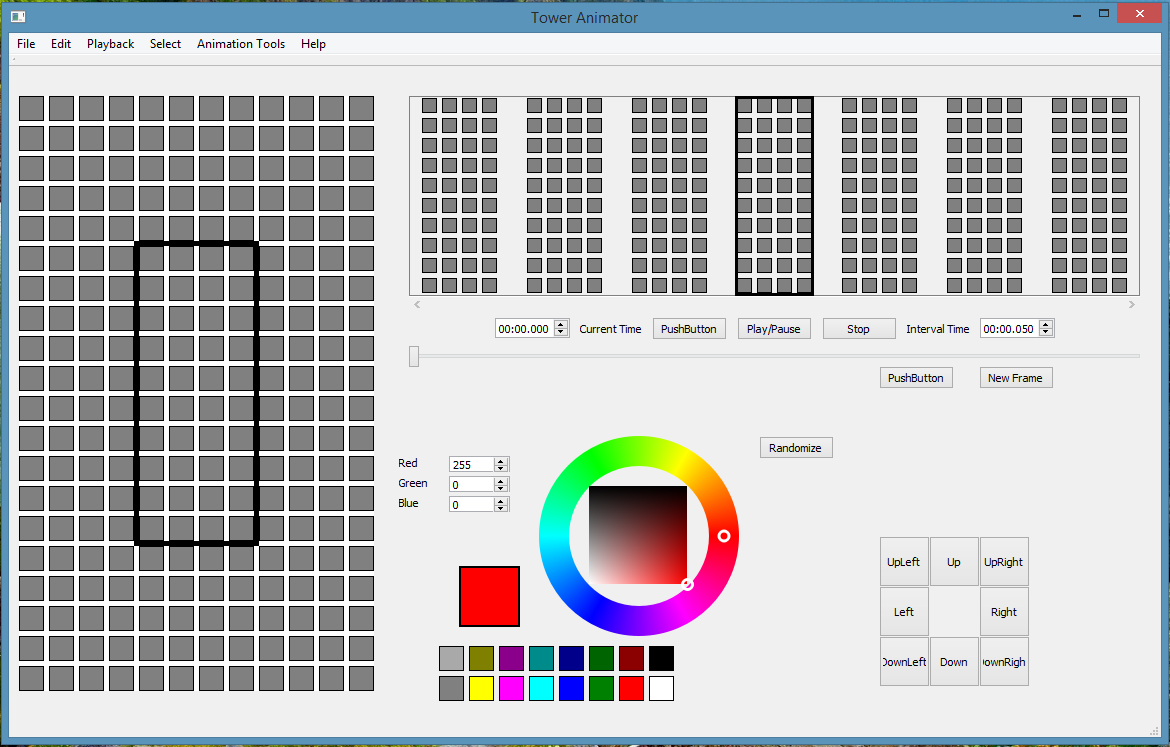 Tower Animator
File Edit Playback Select Animation Tools Help
00:00.000 Current Time PushButton Play/Pause Stop Interval Time 00:00.050
PushButton New Frame
Randomize
Red 255
Green 0
Blue 0
UpLeft Up UpRight
Left Right
DownLeft Down ownRigh